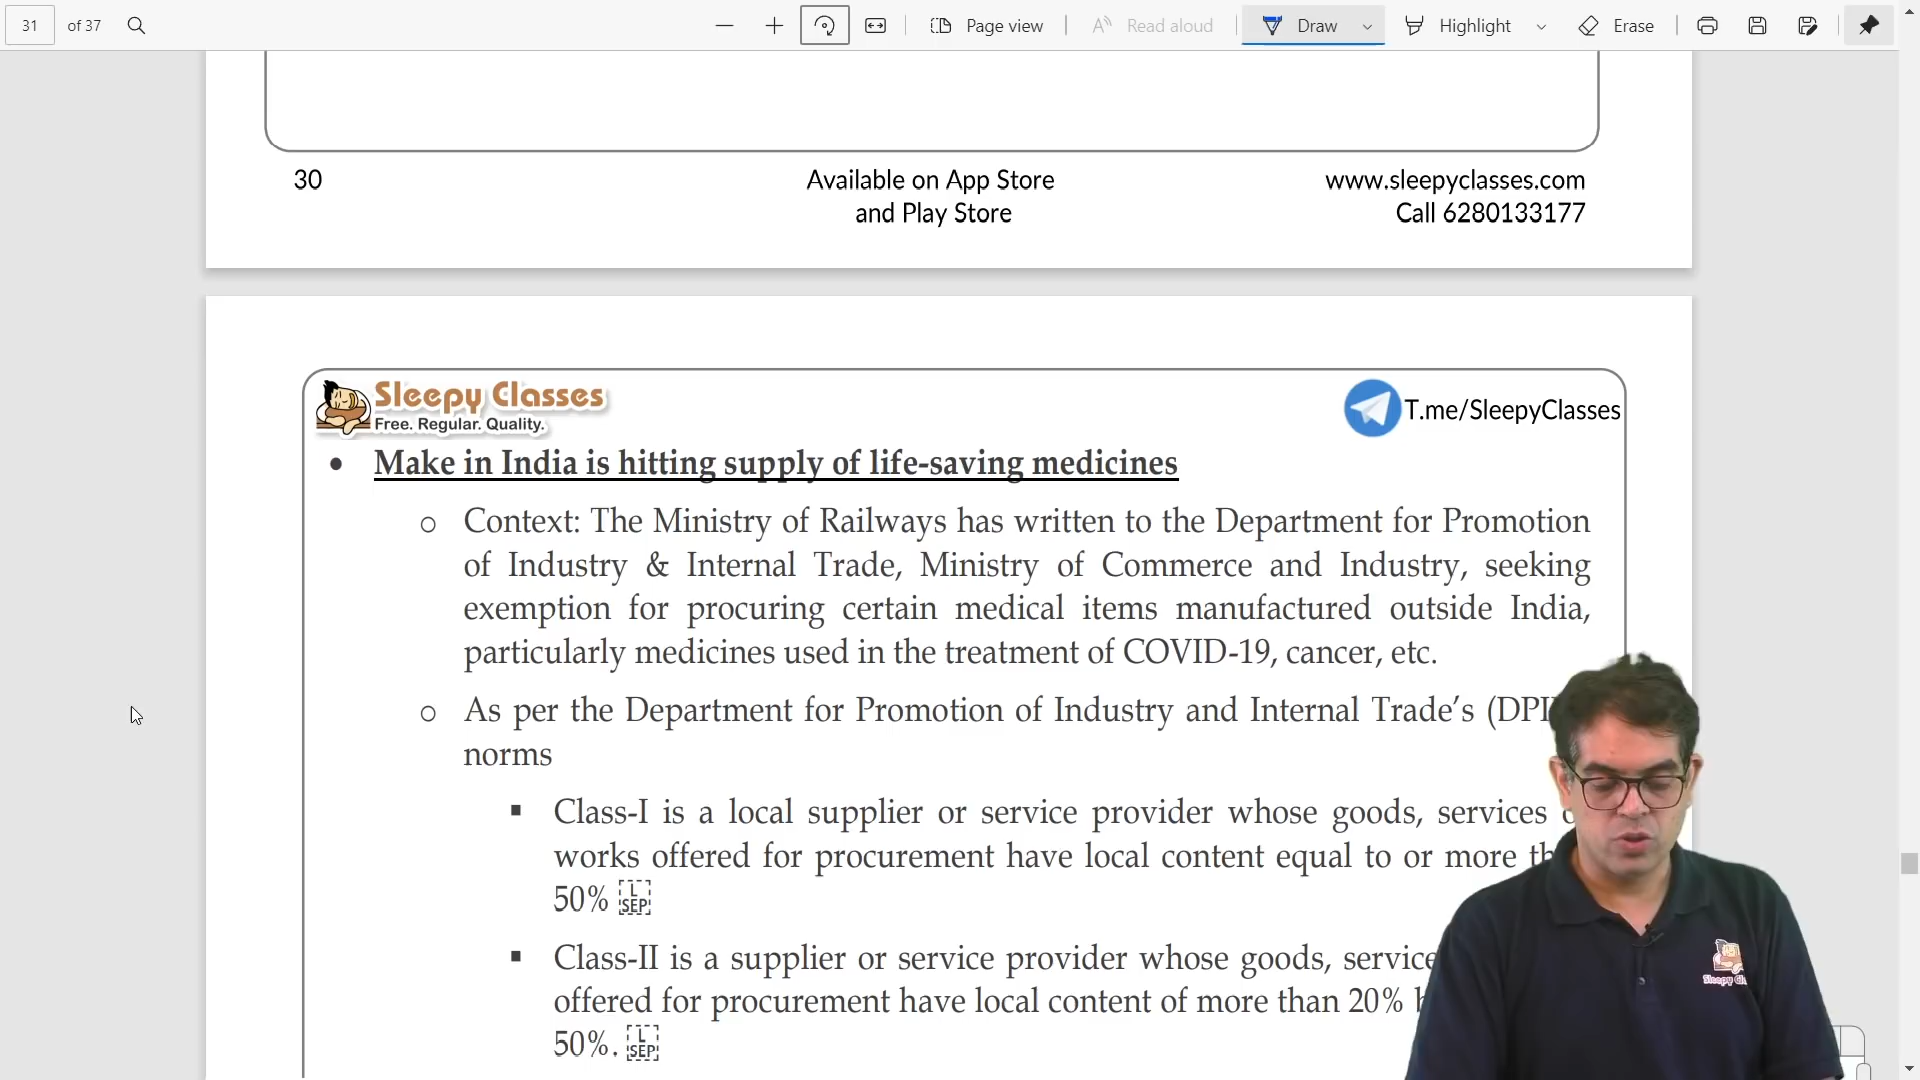 31 of 37 Page view Read aloud Draw Highlight Erase
30 Available on App Store www.sleepyclasses.com
and Play Store Call 6280133177
Sleepy Classes
Free. Regular. Quality.
T.me/SleepyClasses
• Make in India is hitting supply of life-saving medicines
o Context: The Ministry of Railways has written to the Department for Promotion
of Industry & Internal Trade, Ministry of Commerce and Industry, seeking
exemption for procuring certain medical items manufactured outside India,
particularly medicines used in the treatment of COVID-19, cancer, etc.
o As per the Department for Promotion of Industry and Internal Trade’s
norms
▪ Class-I is a local supplier or service provider whose goods, services
works offered for procurement have local content equal to or more
50% L SEP
▪ Class-II is a supplier or service provider whose goods,
offered for procurement have local content of more than 20%
50%. L SEP
Sleepy